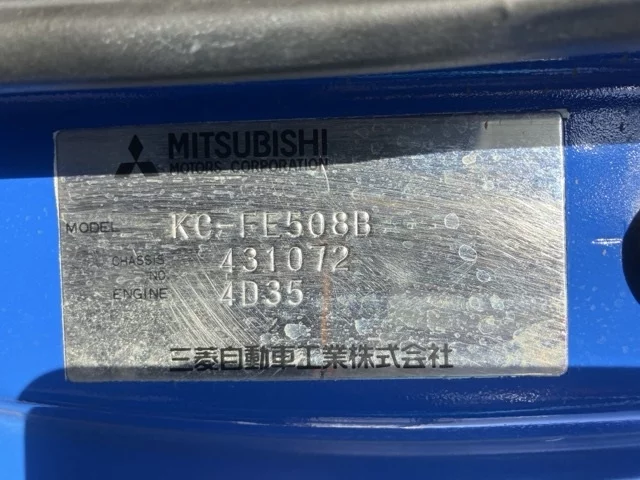 MITSUBISHI
MOTORS CORPORATION
MODEL KC-FE508B
CHASSIS NO. 431072
ENGINE 4D35
三菱自動車工業株式会社